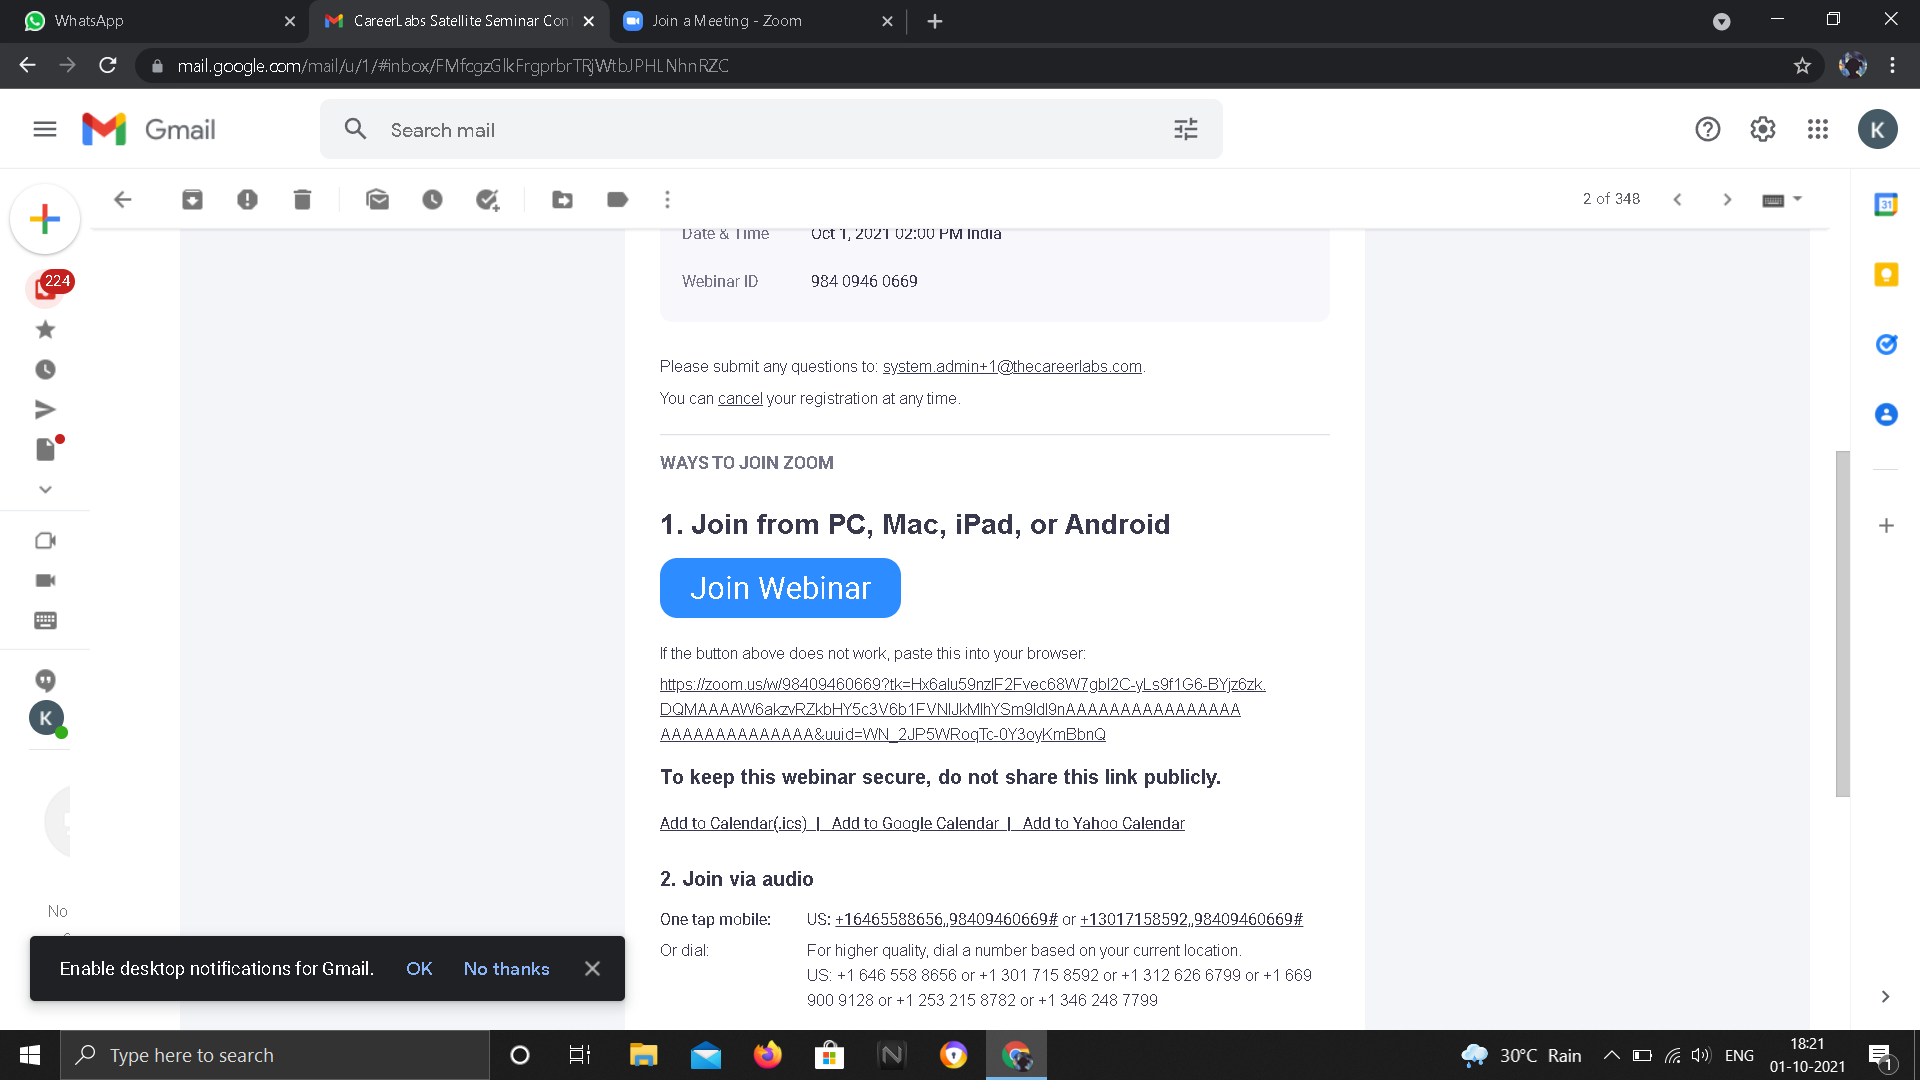 WhatsApp
CareerLabs Satellite Seminar Con
Join a Meeting - Zoom
mail.google.com/mail/u/1/#inbox/FMfcgzGlkFrgprbrTRjWtbJPHLNhnRZC
Gmail
Search mail
K
2 of 348
31
224
Date & Time Oct 1, 2021 02:00 PM India
Webinar ID 984 0946 0669
Please submit any questions to: system.admin+1@thecareerlabs.com.
You can cancel your registration at any time.
WAYS TO JOIN ZOOM
1. Join from PC, Mac, iPad, or Android
Join Webinar
If the button above does not work, paste this into your browser:
https://zoom.us/w/98409460669?tk=Hx6alu59nzlF2Fvec68W7gbl2C-yLs9f1G6-BYjz6zk.
DQMAAAAW6akzvRZkbHY5c3V6b1FVNlJkMlhYSm9ldl9nAAAAAAAAAAAAAAAA
AAAAAAAAAAAAAA&uuid=WN_2JP5WRoqTc-0Y3oyKmBbnQ
K
To keep this webinar secure, do not share this link publicly.
Add to Calendar(.ics) | Add to Google Calendar | Add to Yahoo Calendar
2. Join via audio
One tap mobile: US: +16465588656,,98409460669# or +13017158592,,98409460669#
Or dial: For higher quality, dial a number based on your current location.
US: +1 646 558 8656 or +1 301 715 8592 or +1 312 626 6799 or +1 669
900 9128 or +1 253 215 8782 or +1 346 248 7799
No
Enable desktop notifications for Gmail. OK No thanks
Type here to search
N
30°C Rain
ENG
18:21
01-10-2021
1